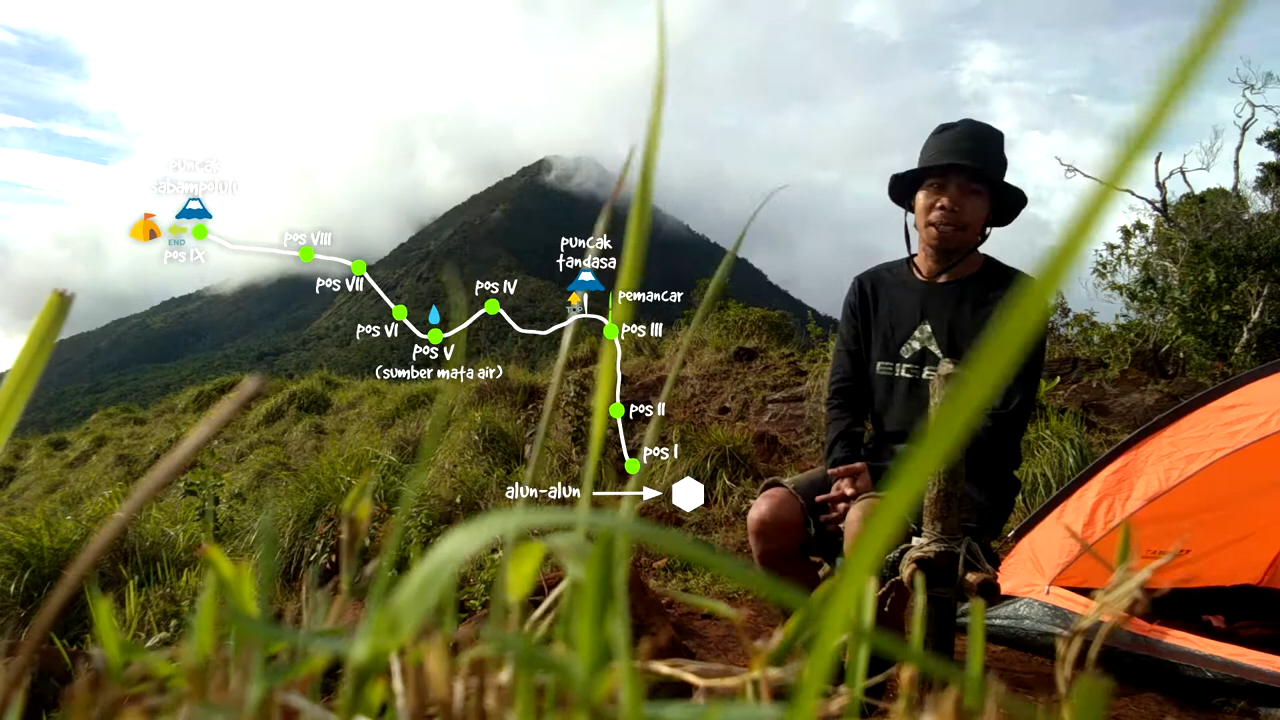 puncak
sabampolulu
END
pos IX
pos VIII
pos VII
pos VI
pos V
(sumber mata air)
pos IV
puncak
tandasa
TOP
pemancar
pos III
pos II
pos I
alun-alun